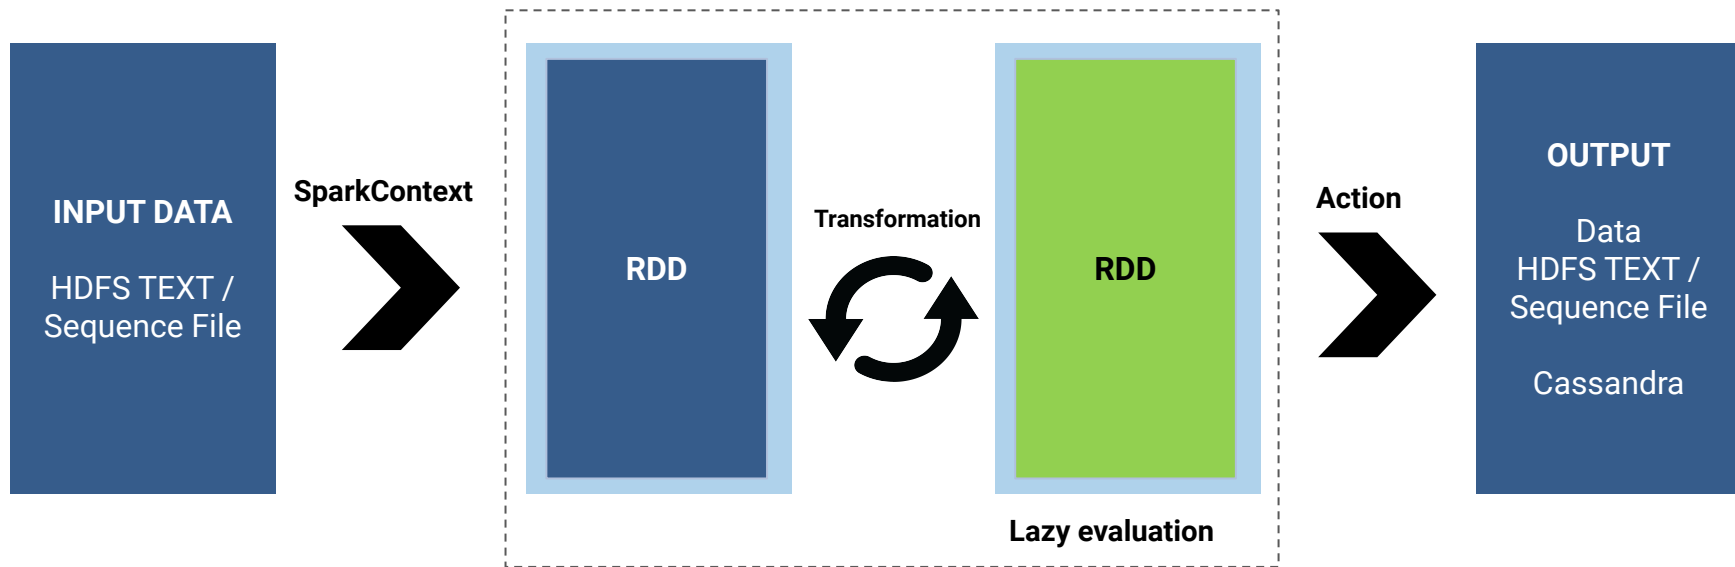 INPUT DATA
HDFS TEXT /
Sequence File
SparkContext
RDD
Transformation
RDD
Lazy evaluation
Action
OUTPUT
Data
HDFS TEXT /
Sequence File
Cassandra